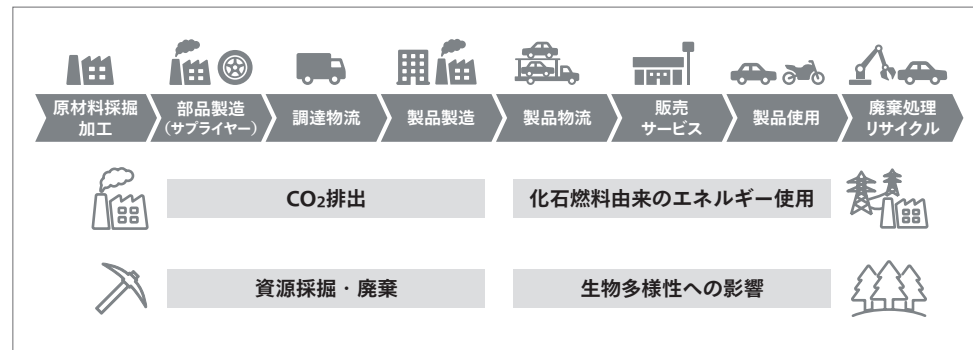 原材料採掘
加工
部品製造
（サプライヤー）
調達物流
製品製造
製品物流
販売
サービス
製品使用
廃棄処理
リサイクル
CO₂排出
化石燃料由来のエネルギー使用
資源採掘・廃棄
生物多様性への影響